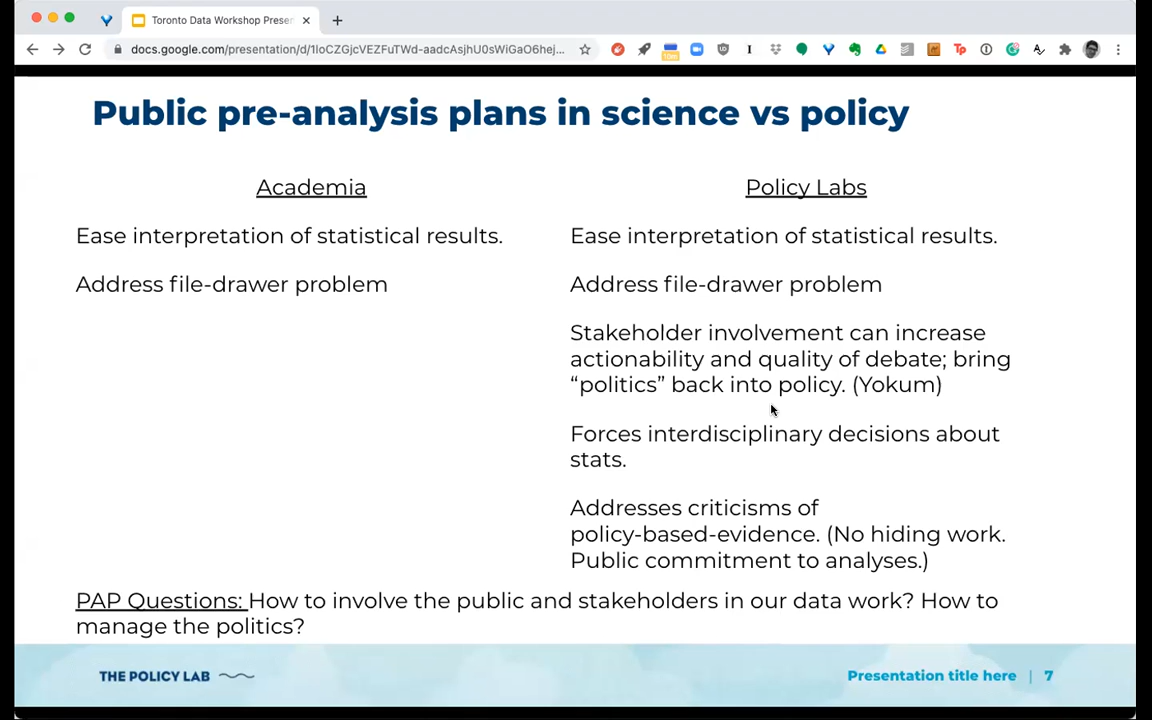 Toronto Data Workshop Presen
docs.google.com/presentation/d/1IoCZGjcVEZFuTWd-aadcAsjhU0sWiGaO6hej...
Public pre-analysis plans in science vs policy
Academia
Ease interpretation of statistical results.
Address file-drawer problem
Policy Labs
Ease interpretation of statistical results.
Address file-drawer problem
Stakeholder involvement can increase
actionability and quality of debate; bring
“politics” back into policy. (Yokum)
Forces interdisciplinary decisions about
stats.
Addresses criticisms of
policy-based-evidence. (No hiding work.
Public commitment to analyses.)
PAP Questions: How to involve the public and stakeholders in our data work? How to
manage the politics?
THE POLICY LAB
Presentation title here | 7